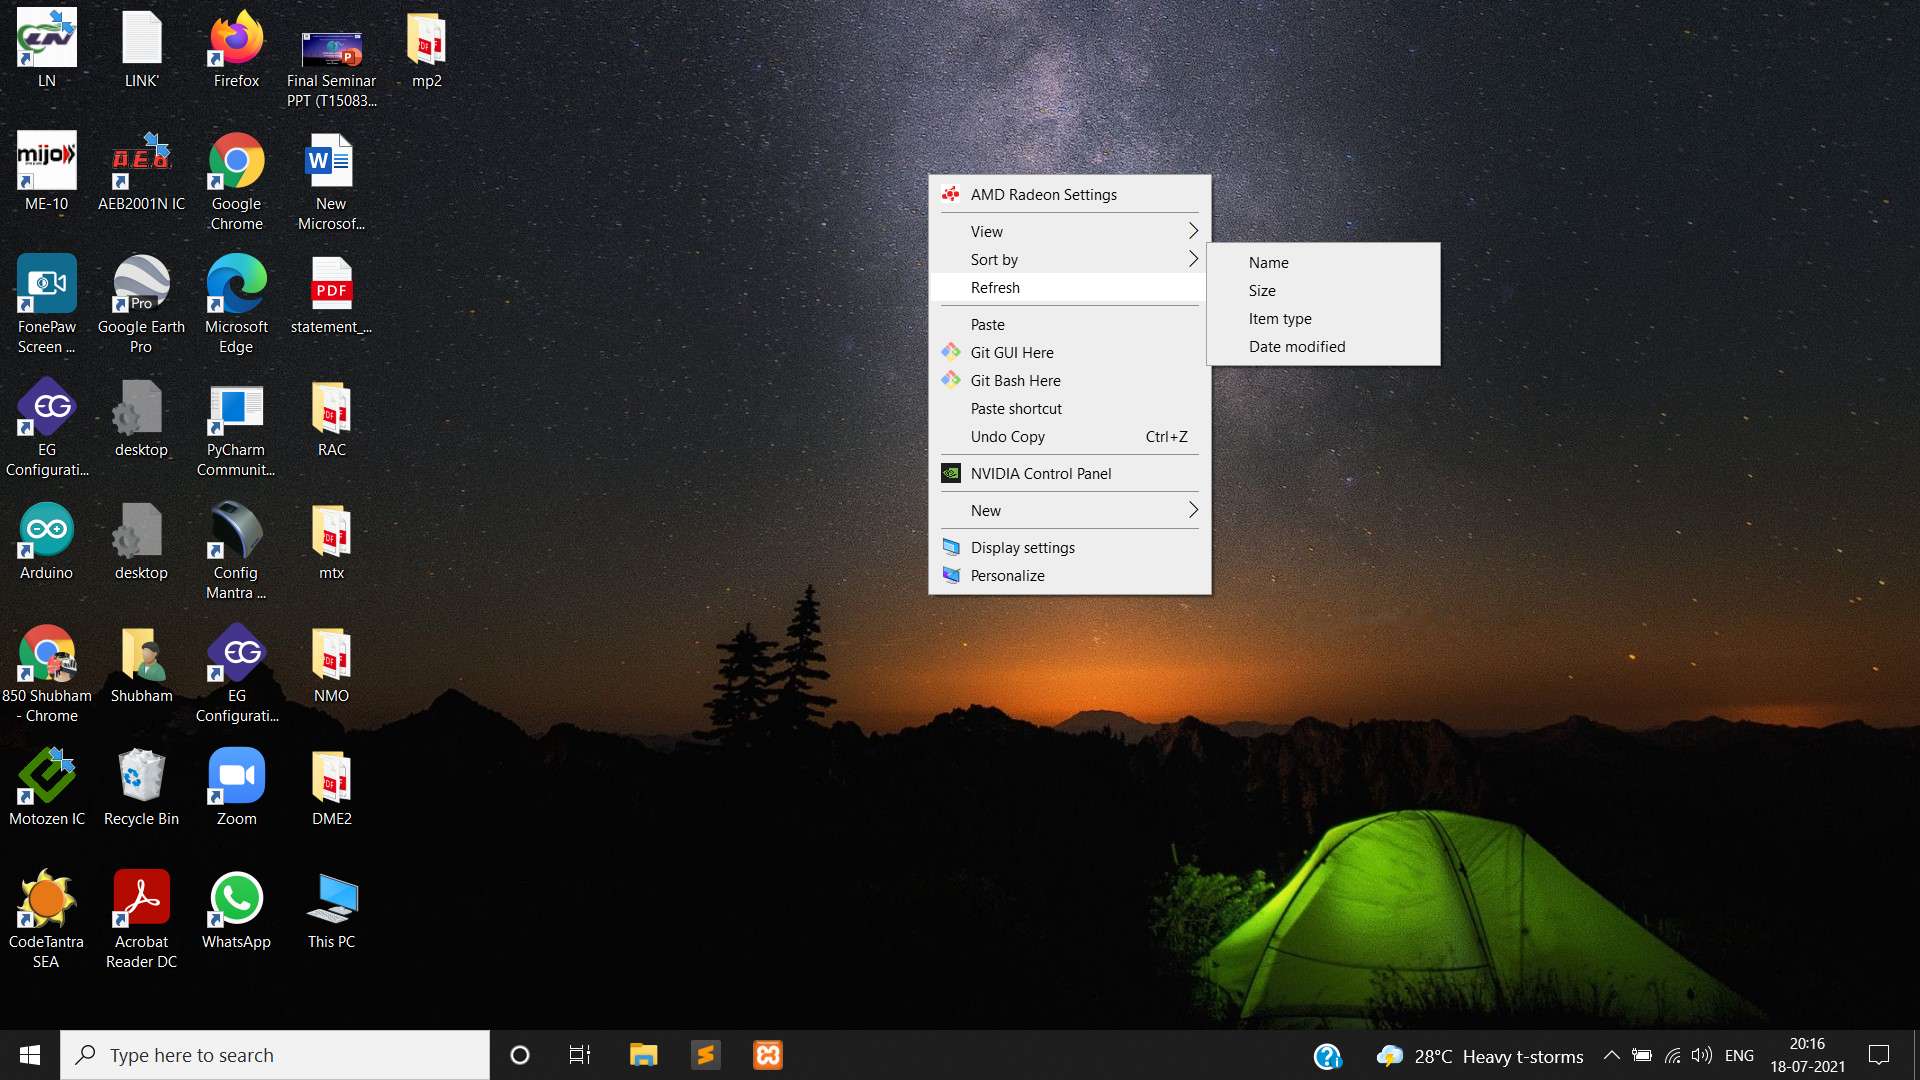 LN
LINK'
Firefox
Final Seminar
PPT (T15083...
mp2
mijo
ME-10
AEB2001N IC
Google
Chrome
New
Microsof...
FonePaw
Screen ...
Pro
Google Earth
Pro
Microsoft
Edge
PDF
statement_...
EG
EG
Configurati...
desktop
PyCharm
Communit...
RAC
Arduino
desktop
Config
Mantra ...
mtx
850 Shubham
- Chrome
Shubham
EG
EG
Configurati...
NMO
Motozen IC
Recycle Bin
Zoom
DME2
CodeTantra
SEA
Acrobat
Reader DC
WhatsApp
This PC
AMD Radeon Settings
View
Sort by
Refresh
Paste
Git GUI Here
Git Bash Here
Paste shortcut
Undo Copy Ctrl+Z
NVIDIA Control Panel
New
Display settings
Personalize
Name
Size
Item type
Date modified
Type here to search
28°C Heavy t-storms
ENG
20:16
18-07-2021